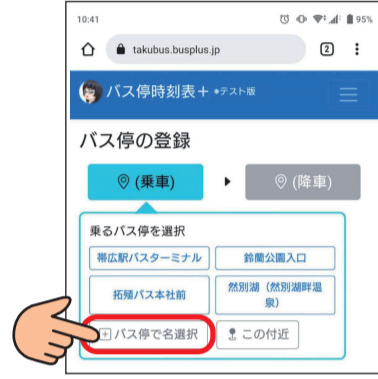 10:41 95%
takubus.busplus.jp 2
バス停時刻表+ ●テスト版
バス停の登録
(乗車) ▶ (降車)
乗るバス停を選択
帯広駅バスターミナル 鈴蘭公園入口
拓殖バス本社前 然別湖（然別湖畔温
泉）
バス停で名選択 この付近